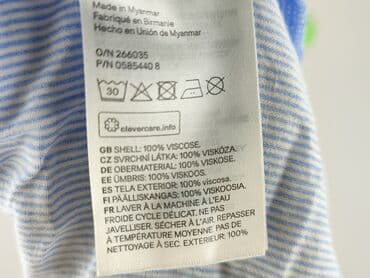 Made in Myanmar
Fabriqué en Birmanie
Hecho en Unión de Myanmar
O/N 266035
P/N 0585440 8
30
clevercare.info
GB SHELL: 100% VISCOSE.
CZ SVRCHNÍ LÁTKA: 100% VISKÓZA.
DE OBERMATERIAL: 100% VISKOSE.
EE ÜMBRIS: 100% VISKOOS.
ES TELA EXTERIOR: 100% viscosa.
FI PÄÄLLISKANGAS: 100% VISKOOSIA.
FR LAVER À LA MACHINE À L'EAU
FROIDE CYCLE DÉLICAT. NE PAS
JAVELLISER. SÉCHER À L'AIR. REPASSER
À TEMPÉRATURE MOYENNE PAS DE
NETTOYAGE À SEC. EXTERIEUR: 100%